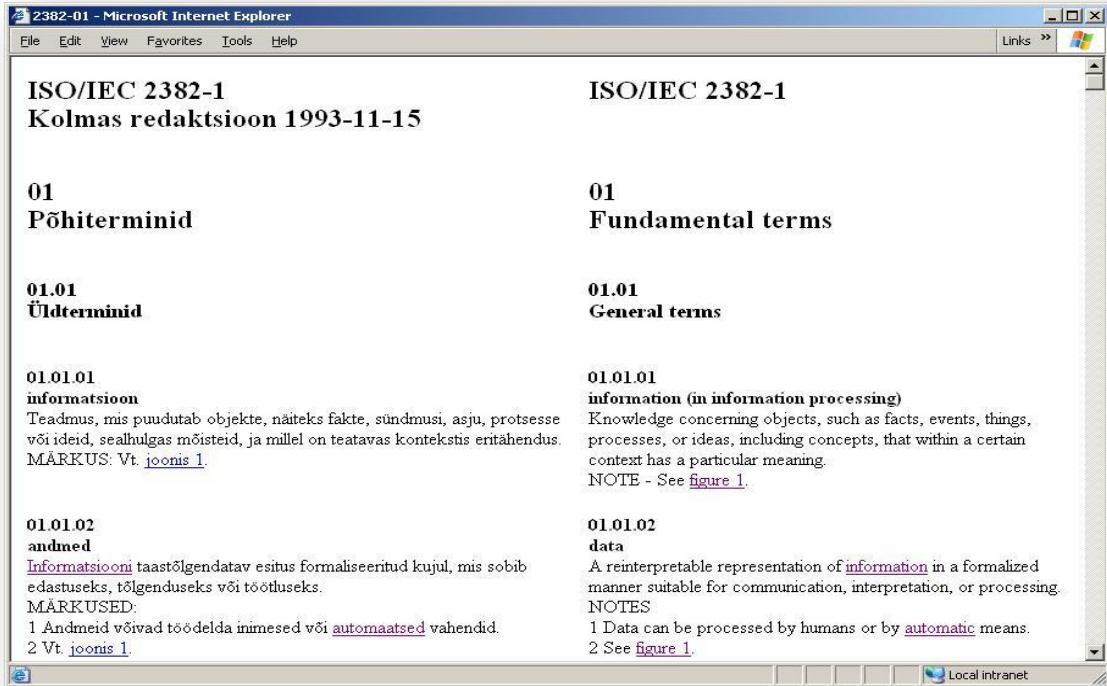 2382-01 - Microsoft Internet Explorer
File Edit View Favorites Tools Help
Links »
ISO/IEC 2382-1
Kolmas redaktsioon 1993-11-15
01
Põhiterminid
01.01
Üldterminid
01.01.01
informatsioon
Teadmus, mis puudutab objekte, näiteks fakte, sündmusi, asju, protsesse
või ideid, sealhulgas mõisteid, ja millel on teatavas kontekstis eritähendus.
MÄRKUS: Vt. joonis 1.
01.01.02
andmed
Informatsiooni taastõlgendatav esitus formaliseeritud kujul, mis sobib
edastuseks, tõlgenduseks või töötluseks.
MÄRKUSED:
1 Andmeid võivad töödelda inimesed või automaatsed vahendid.
2 Vt. joonis 1.
ISO/IEC 2382-1
01
Fundamental terms
01.01
General terms
01.01.01
information (in information processing)
Knowledge concerning objects, such as facts, events, things,
processes, or ideas, including concepts, that within a certain
context has a particular meaning.
NOTE - See figure 1.
01.01.02
data
A reinterpretable representation of information in a formalized
manner suitable for communication, interpretation, or processing.
NOTES
1 Data can be processed by humans or by automatic means.
2 See figure 1.
Local intranet